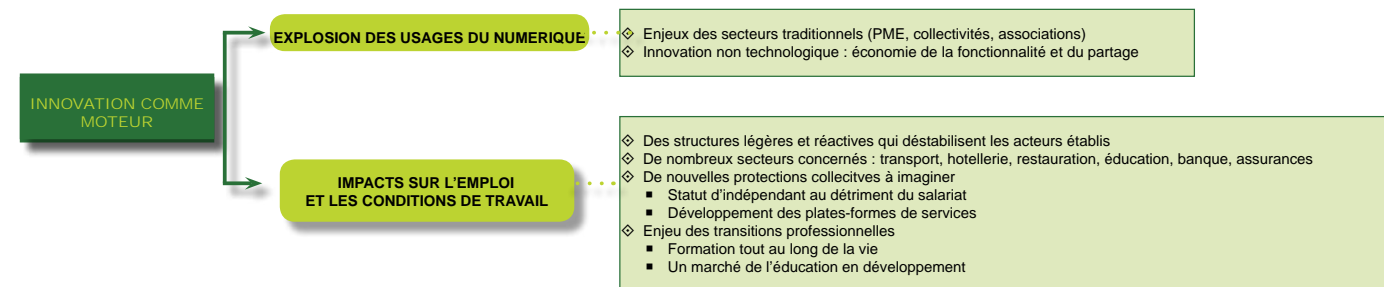 INNOVATION COMME
MOTEUR
EXPLOSION DES USAGES DU NUMERIQUE
Enjeux des secteurs traditionnels (PME, collectivités, associations)
Innovation non technologique : économie de la fonctionnalité et du partage
IMPACTS SUR L’EMPLOI
ET LES CONDITIONS DE TRAVAIL
Des structures légères et réactives qui déstabilisent les acteurs établis
De nombreux secteurs concernés : transport, hotellerie, restauration, éducation, banque, assurances
De nouvelles protections collecitves à imaginer
Statut d’indépendant au détriment du salariat
Développement des plates-formes de services
Enjeu des transitions professionnelles
Formation tout au long de la vie
Un marché de l’éducation en développement